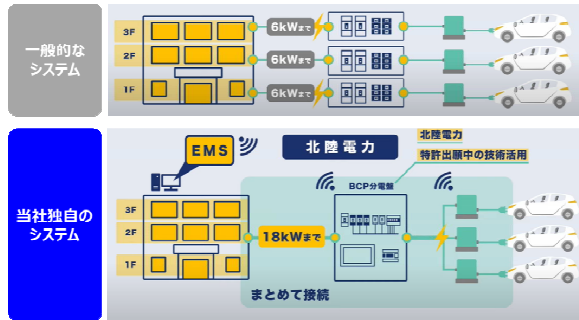 一般的な
システム
3F
2F
1F
6kWまで
6kWまで
6kWまで
当社独自の
システム
EMS
北陸電力
北陸電力
特許出願中の技術活用
BCP分電盤
3F
2F
1F
18kWまで
まとめて接続